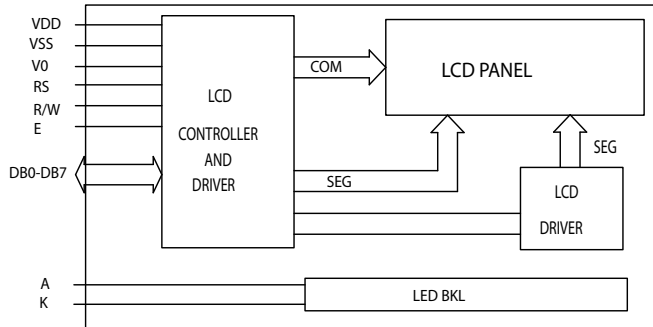 VDD
VSS
V0
RS
R/W
E
DB0-DB7
LCD
CONTROLLER
AND
DRIVER
COM
SEG
LCD PANEL
SEG
LCD
DRIVER
A
K
LED BKL